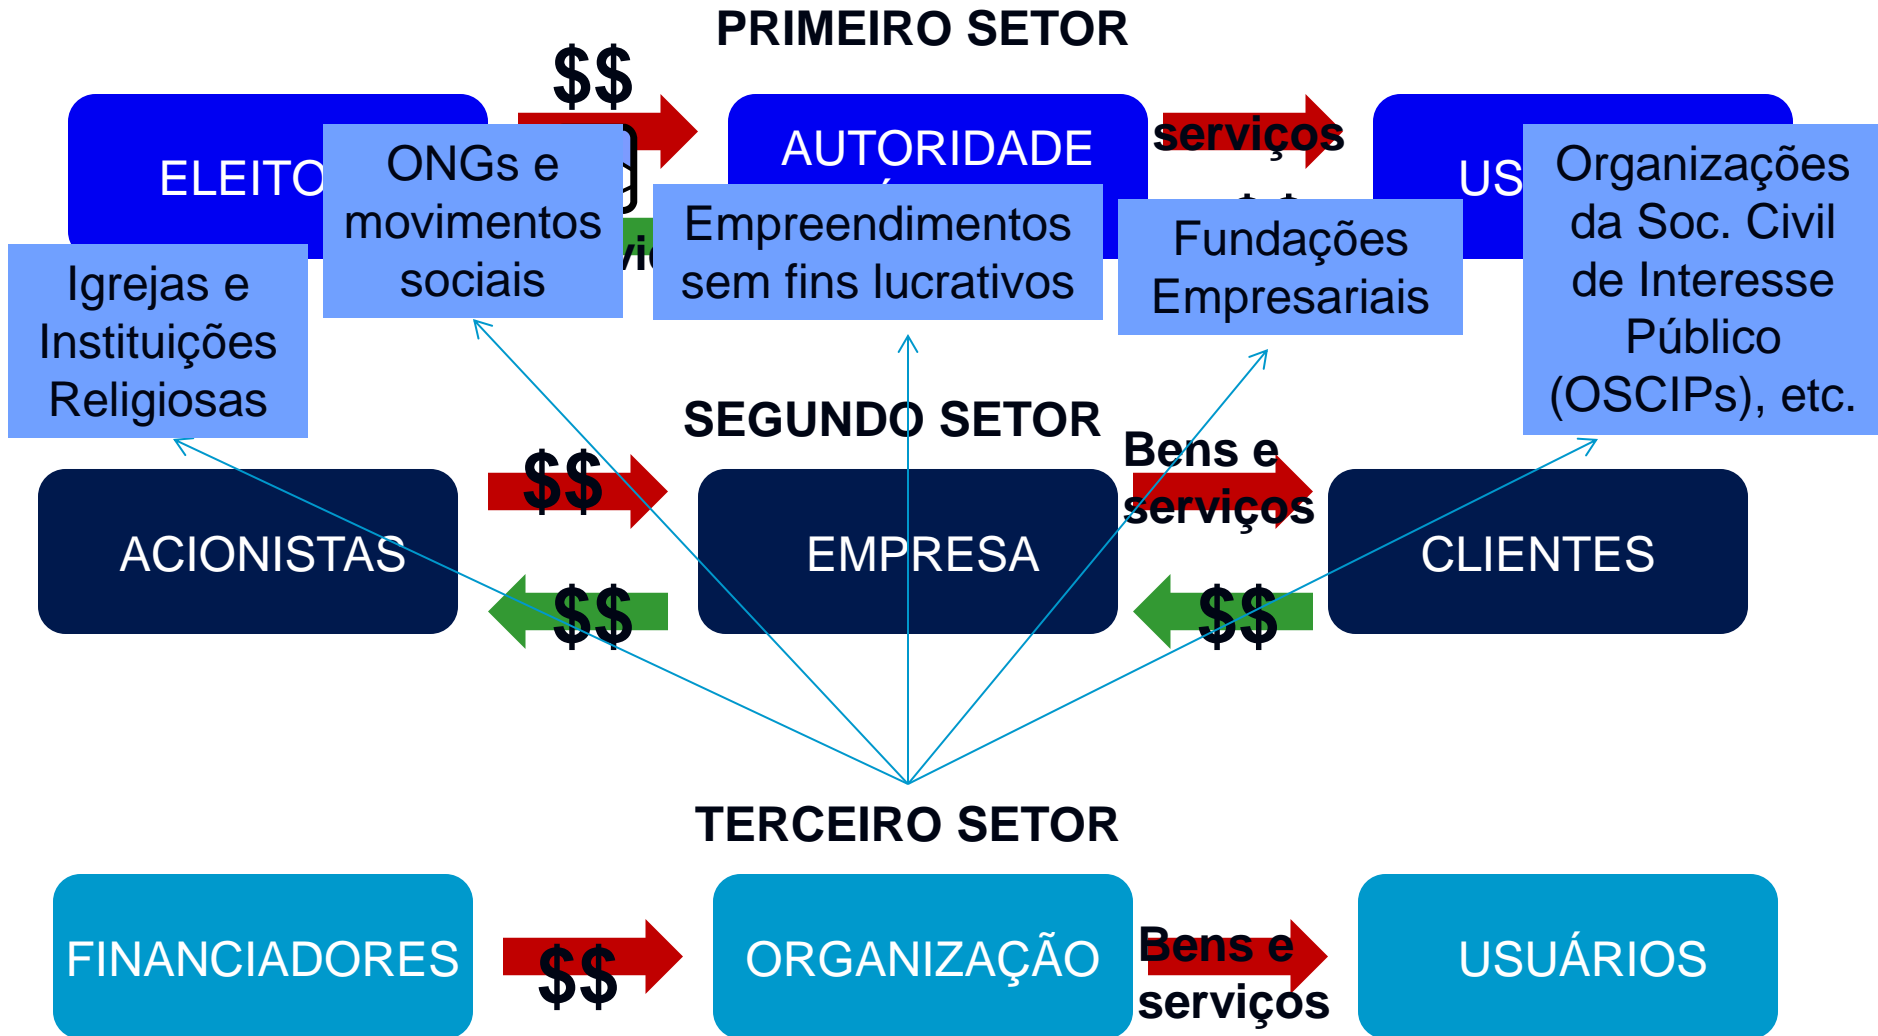 PRIMEIRO SETOR
$$
AUTORIDADE
serviços
ONGs e
movimentos
sociais
Empreendimentos
sem fins lucrativos
Fundações
Empresariais
Organizações
da Soc. Civil
de Interesse
Público
(OSCIPs), etc.
Igrejas e
Instituições
Religiosas
SEGUNDO SETOR
ACIONISTAS
$$
$$
EMPRESA
Bens e
serviços
$$
CLIENTES
TERCEIRO SETOR
FINANCIADORES
$$
ORGANIZAÇÃO
Bens e
serviços
USUÁRIOS